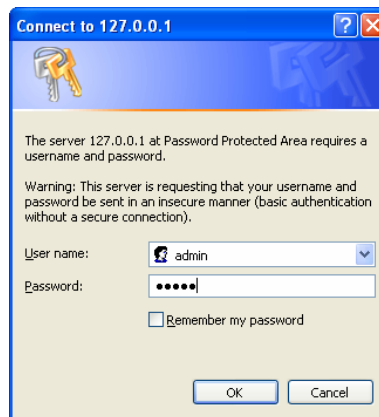 Connect to 127.0.0.1
The server 127.0.0.1 at Password Protected Area requires a
username and password.
Warning: This server is requesting that your username and
password be sent in an insecure manner (basic authentication
without a secure connection).
User name: admin
Password: •••••
Remember my password
OK Cancel